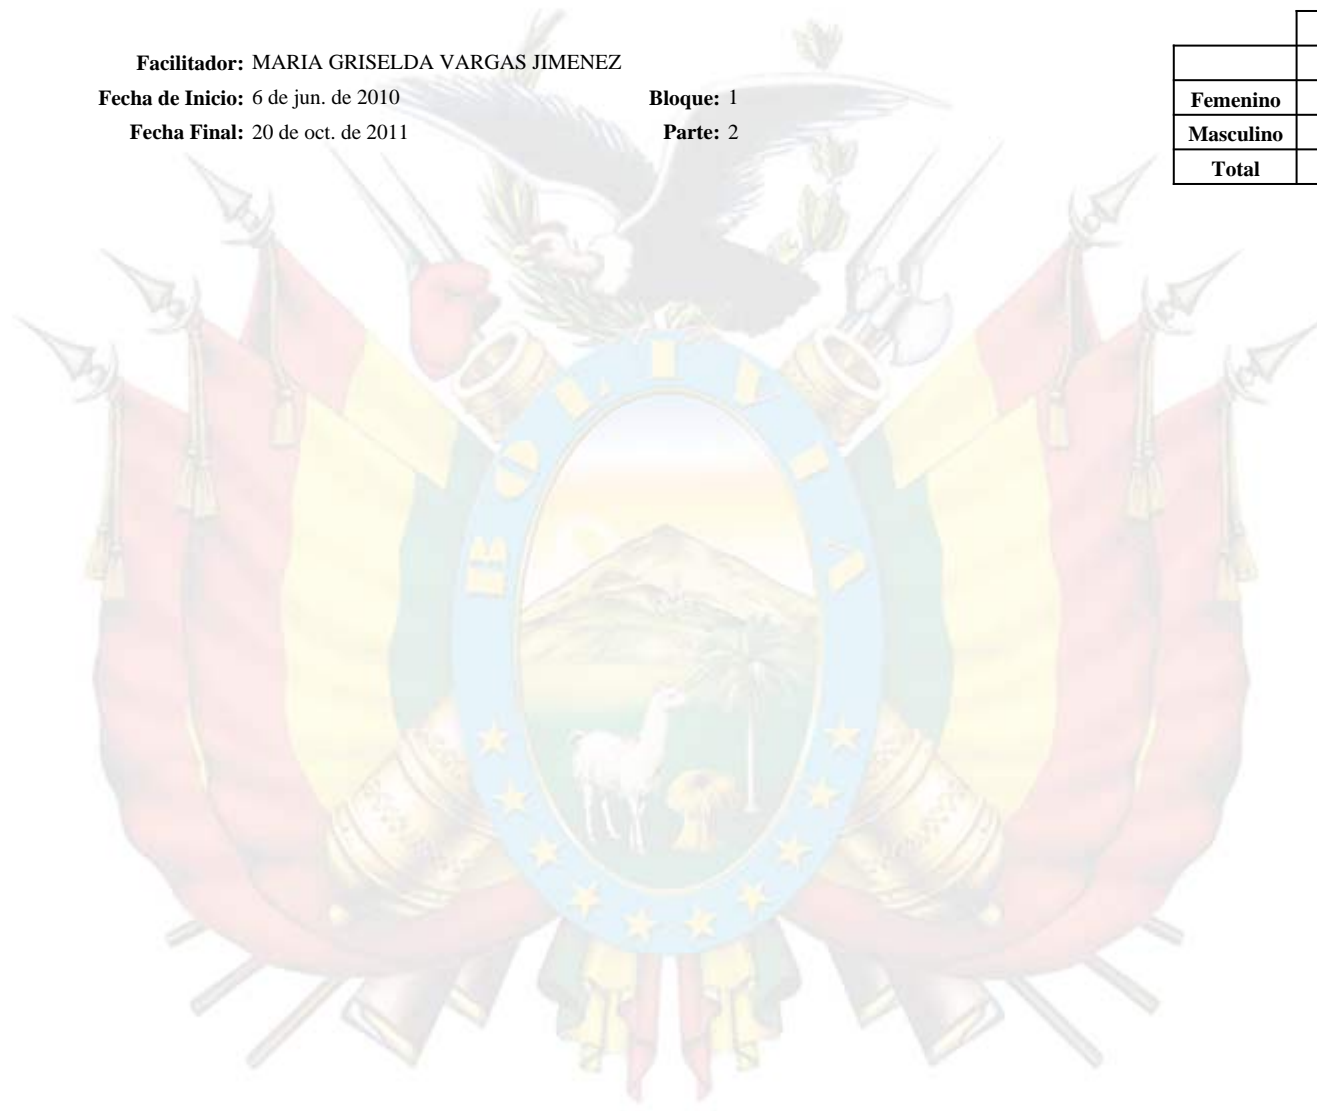 Facilitador: MARIA GRISELDA VARGAS JIMENEZ
Fecha de Inicio: 6 de jun. de 2010 Bloque: 1
Fecha Final: 20 de oct. de 2011 Parte: 2
Femenino
Masculino
Total
BOLIVIA